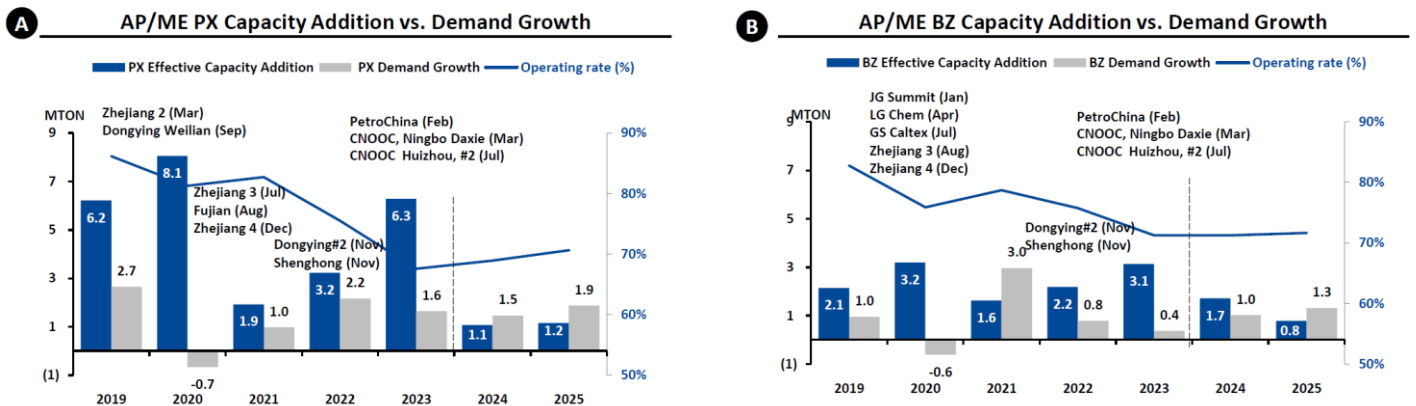 A
AP/ME PX Capacity Addition vs. Demand Growth
PX Effective Capacity Addition PX Demand Growth Operating rate (%)
MTON
Zhejiang 2 (Mar)
Dongying Weilian (Sep)
PetroChina (Feb)
CNOOC, Ningbo Daxie (Mar)
CNOOC Huizhou, #2 (Jul)
Zhejiang 3 (Jul)
Fujian (Aug)
Zhejiang 4 (Dec)
Dongying#2 (Nov)
Shenghong (Nov)
9
7
5
3
1
(1)
90%
80%
70%
60%
50%
6.2 2.7 8.1 -0.7 1.9 1.0 3.2 2.2 6.3 1.6 1.1 1.5 1.2 1.9
2019 2020 2021 2022 2023 2024 2025
B
AP/ME BZ Capacity Addition vs. Demand Growth
BZ Effective Capacity Addition BZ Demand Growth Operating rate (%)
MTON
JG Summit (Jan)
LG Chem (Apr)
GS Caltex (Jul)
Zhejiang 3 (Aug)
Zhejiang 4 (Dec)
PetroChina (Feb)
CNOOC, Ningbo Daxie (Mar)
CNOOC Huizhou, #2 (Jul)
Dongying#2 (Nov)
Shenghong (Nov)
9
7
5
3
1
(1)
90%
80%
70%
60%
50%
2.1 1.0 3.2 -0.6 1.6 3.0 2.2 0.8 3.1 0.4 1.7 1.0 0.8 1.3
2019 2020 2021 2022 2023 2024 2025